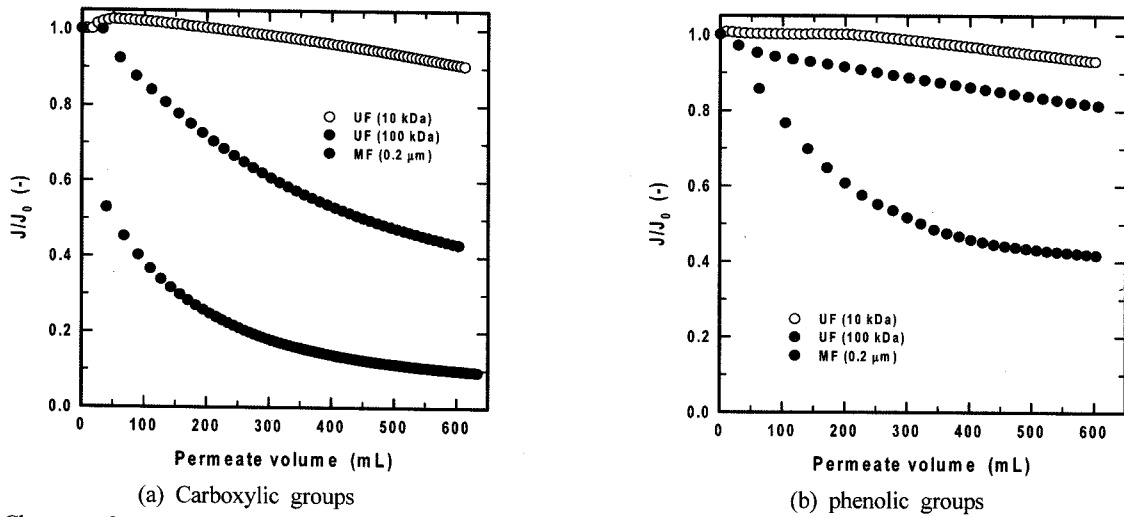 1.0
0.8
0.6
0.4
0.2
0.0
J/J₀ (-)
UF (10 kDa)
UF (100 kDa)
MF (0.2 μm)
0 100 200 300 400 500 600
Permeate volume (mL)
(a) Carboxylic groups
1.0
0.8
0.6
0.4
0.2
0.0
J/J₀ (-)
UF (10 kDa)
UF (100 kDa)
MF (0.2 μm)
0 100 200 300 400 500 600
Permeate volume (mL)
(b) phenolic groups